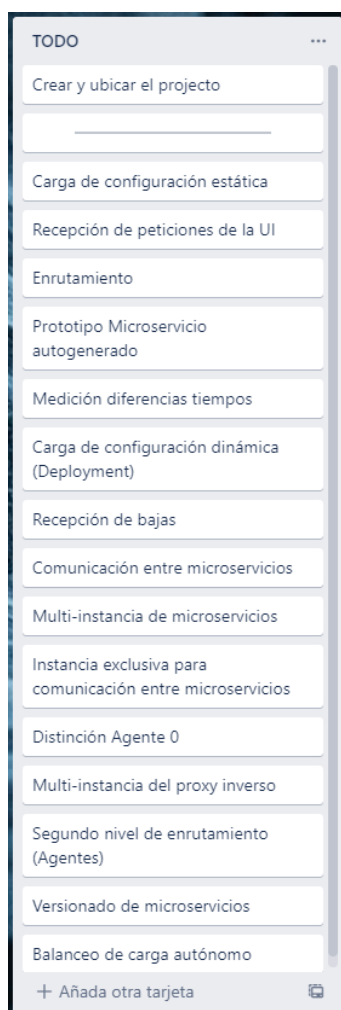 TODO
Crear y ubicar el projecto
Carga de configuración estática
Recepción de peticiones de la UI
Enrutamiento
Prototipo Microservicio
autogenerado
Medición diferencias tiempos
Carga de configuración dinámica
(Deployment)
Recepción de bajas
Comunicación entre microservicios
Multi-instancia de microservicios
Instancia exclusiva para
comunicación entre microservicios
Distinción Agente 0
Multi-instancia del proxy inverso
Segundo nivel de enrutamiento
(Agentes)
Versionado de microservicios
Balanceo de carga autónomo
+ Añada otra tarjeta